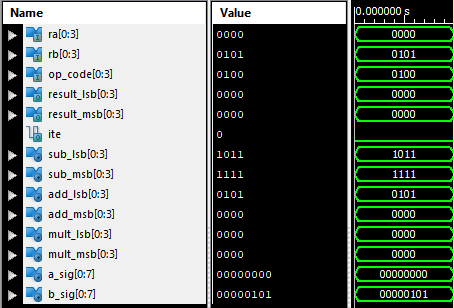 Name Value 0.000000 s
ra[0:3] 0000 0000
rb[0:3] 0101 0101
op_code[0:3] 0100 0100
result_lsb[0:3] 0000 0000
result_msb[0:3] 0000 0000
ite 0
sub_lsb[0:3] 1011 1011
sub_msb[0:3] 1111 1111
add_lsb[0:3] 0101 0101
add_msb[0:3] 0000 0000
mult_lsb[0:3] 0000 0000
mult_msb[0:3] 0000 0000
a_sig[0:7] 00000000 00000000
b_sig[0:7] 00000101 00000101